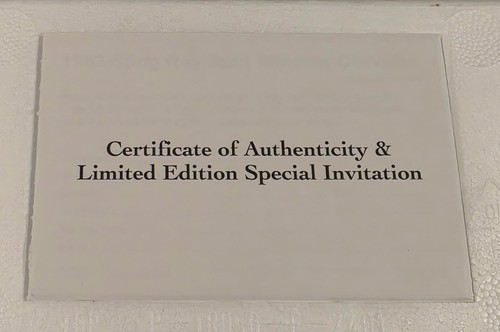 Certificate of Authenticity &
Limited Edition Special Invitation